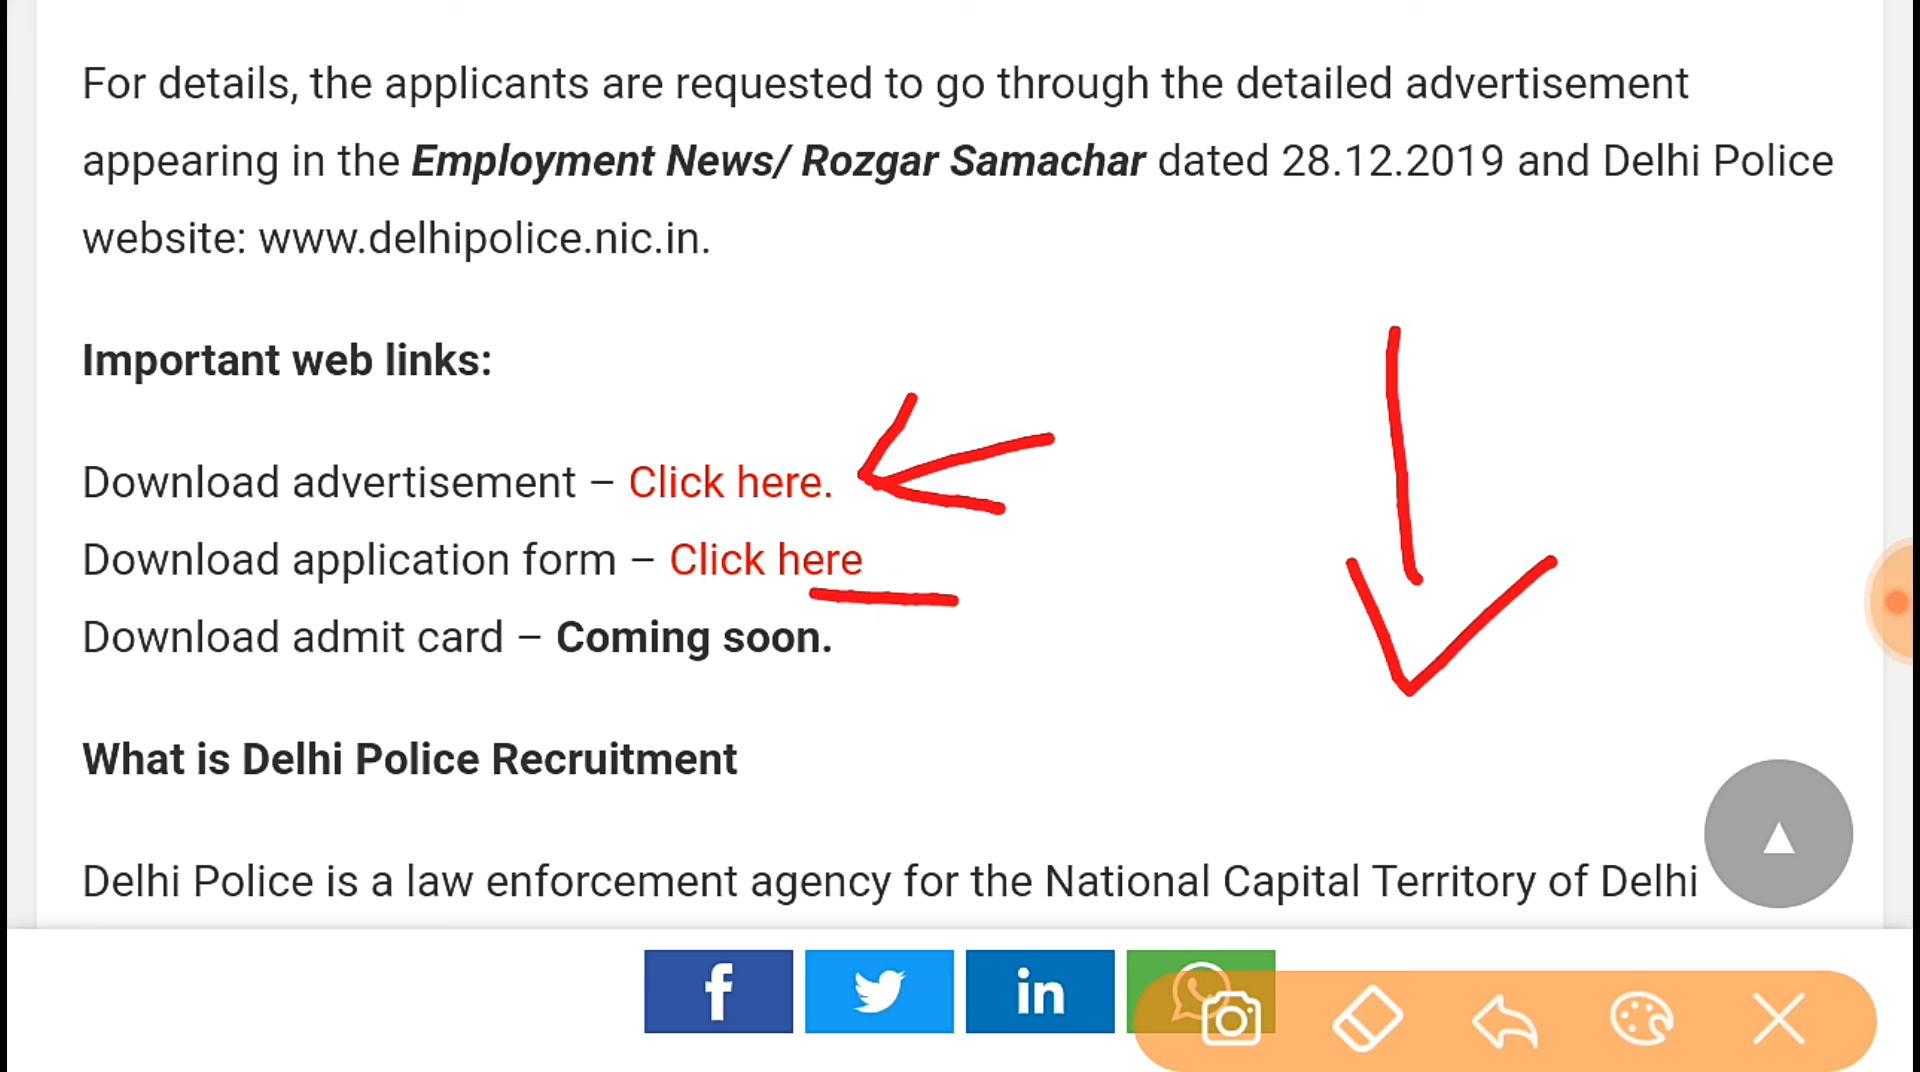 For details, the applicants are requested to go through the detailed advertisement
appearing in the Employment News/ Rozgar Samachar dated 28.12.2019 and Delhi Police
website: www.delhipolice.nic.in.
Important web links:
Download advertisement – Click here.
Download application form – Click here
Download admit card – Coming soon.
What is Delhi Police Recruitment
Delhi Police is a law enforcement agency for the National Capital Territory of Delhi
f
in